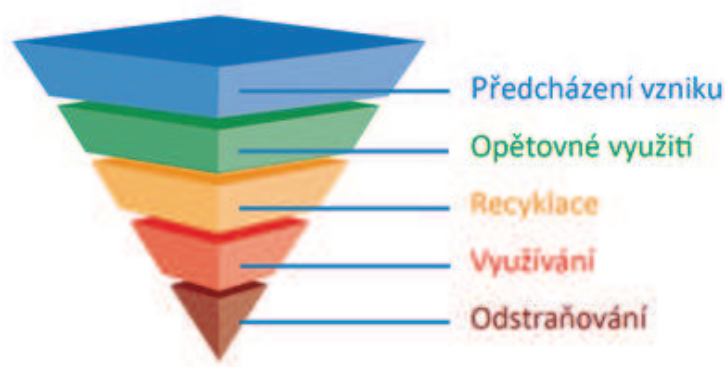 Předcházení vzniku
Opětovné využití
Recyklace
Využívání
Odstraňování